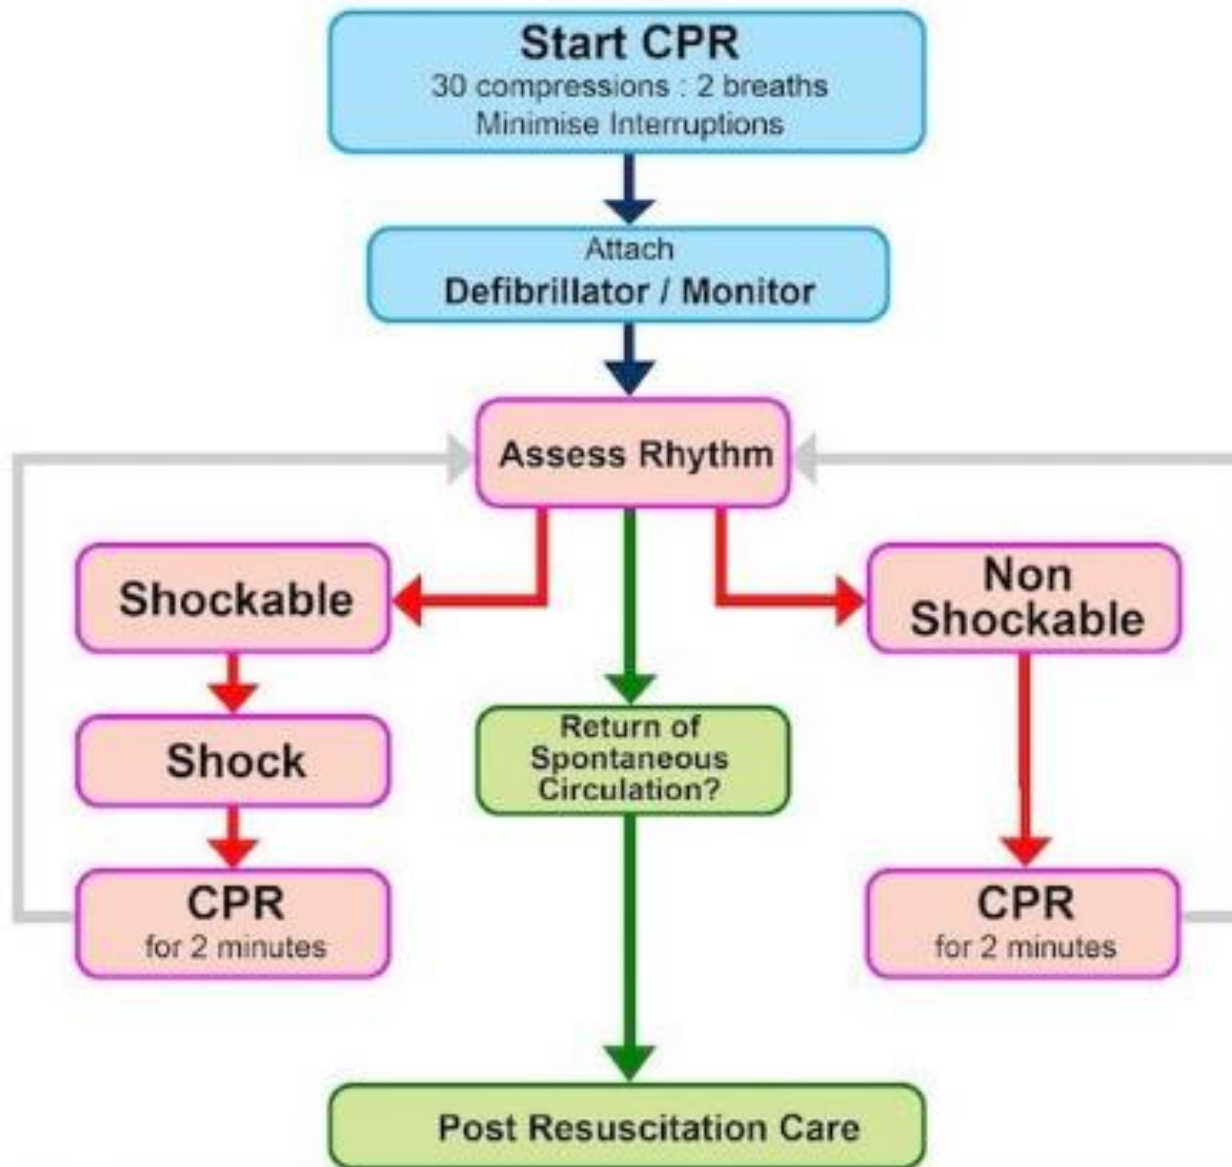 Start CPR
30 compressions : 2 breaths
Minimise Interruptions
Attach
Defibrillator / Monitor
Assess Rhythm
Shockable
Non
Shockable
Shock
Return of
Spontaneous
Circulation?
CPR
for 2 minutes
CPR
for 2 minutes
Post Resuscitation Care